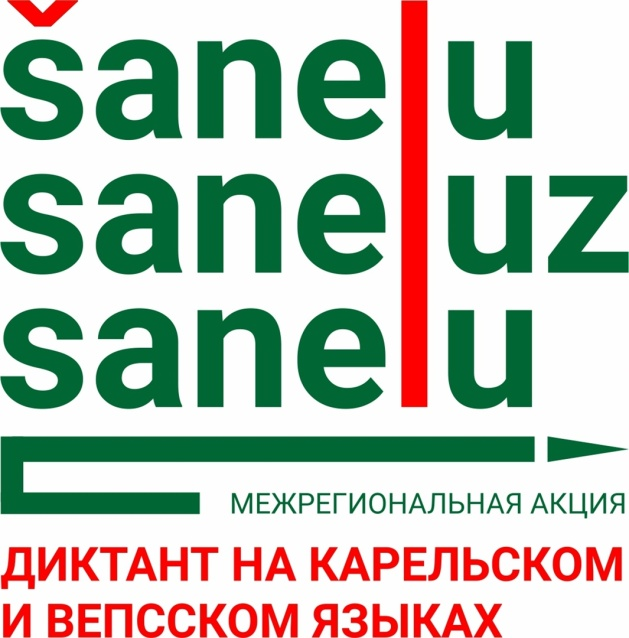 šanelu
saneluz
sanelu
МЕЖРЕГИОНАЛЬНАЯ АКЦИЯ
ДИКТАНТ НА КАРЕЛЬСКОМ
И ВЕПССКОМ ЯЗЫКАХ